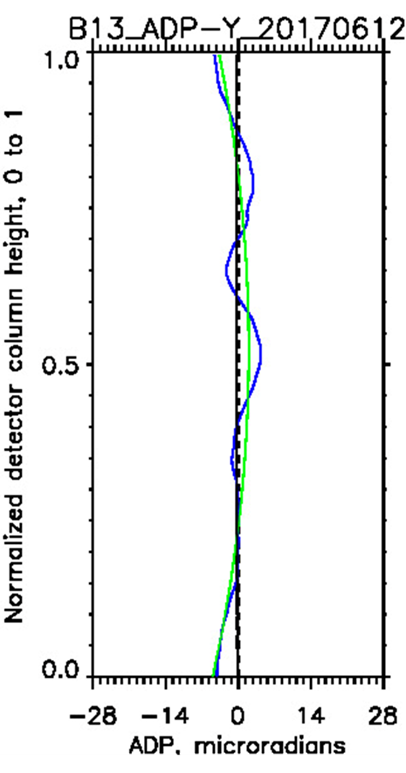 B13_ADP-Y_20170612
1.0
Normalized detector column height, 0 to 1
0.5
0.0
-28 -14 0 14 28
ADP, microradians